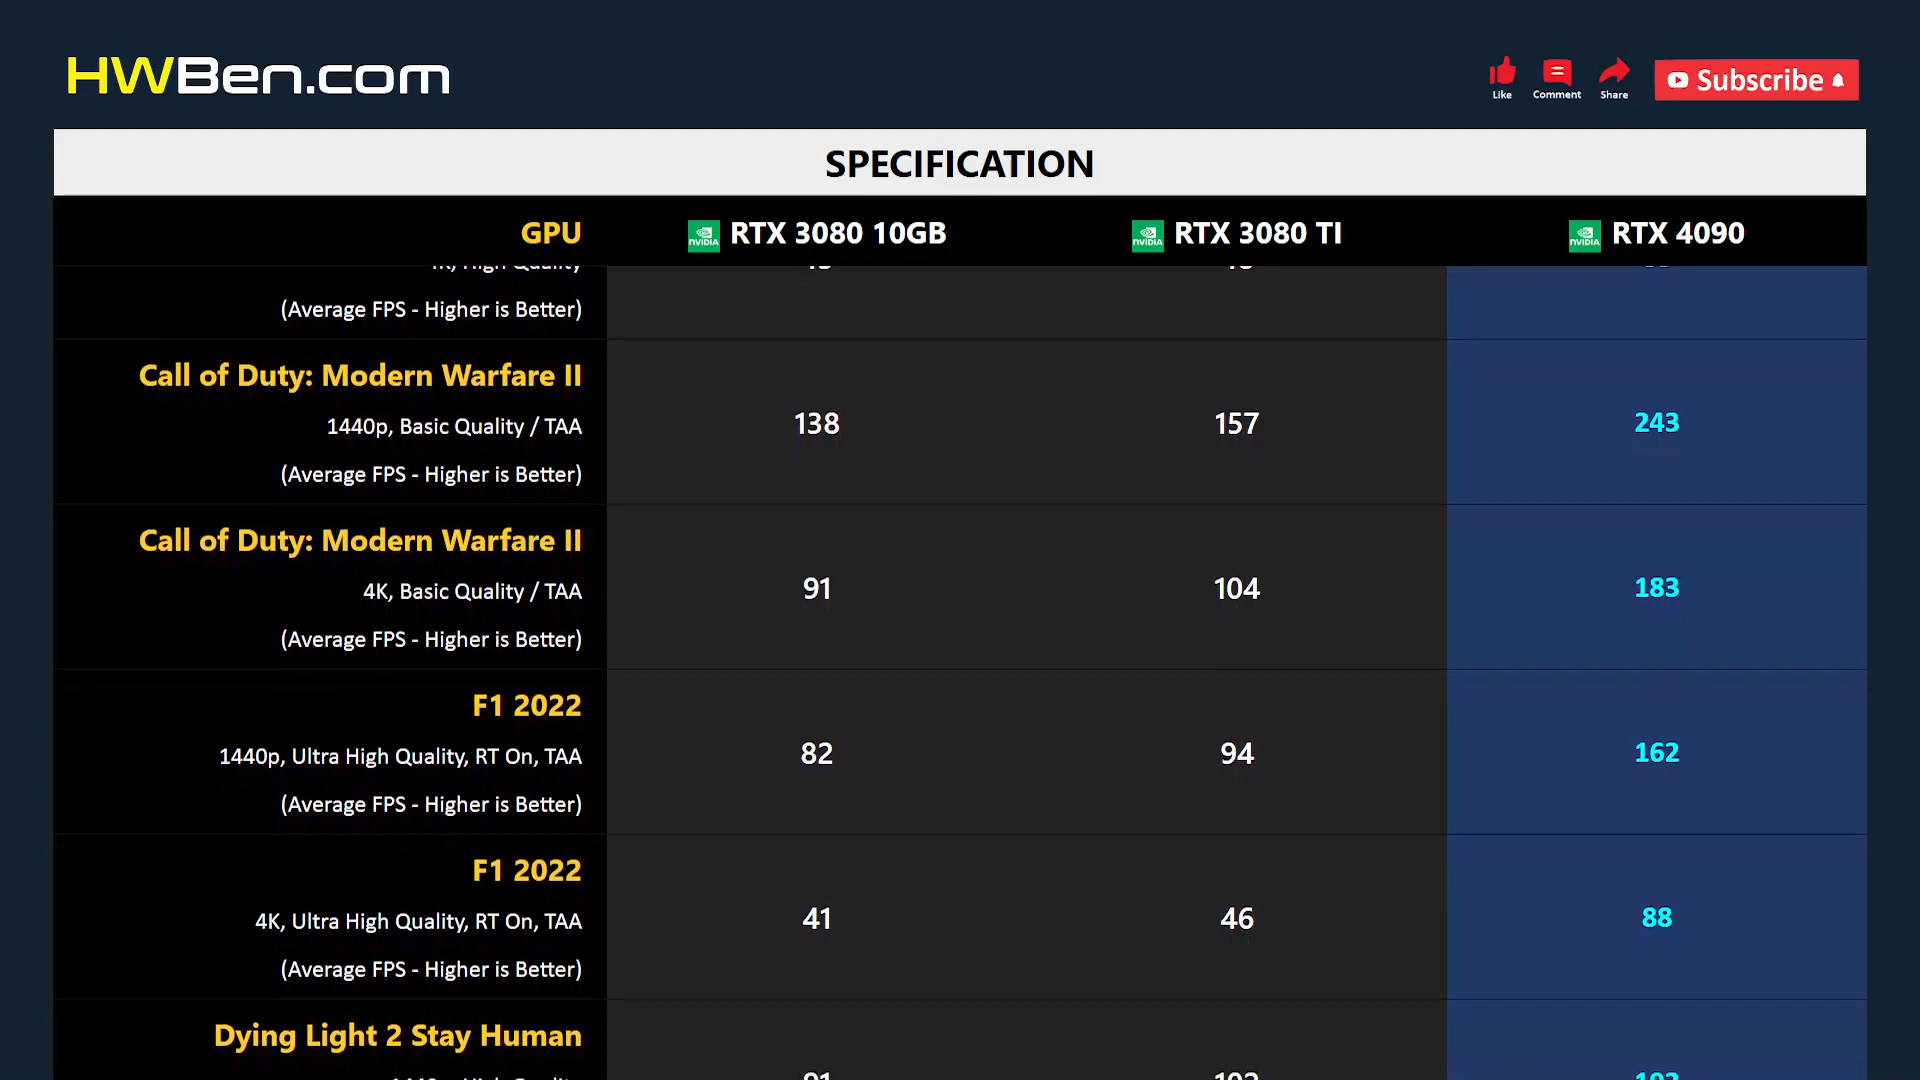 HWBen.com
Like
Comment
Share
Subscribe
SPECIFICATION
GPU NVIDIA RTX 3080 10GB NVIDIA RTX 3080 TI NVIDIA RTX 4090
(Average FPS - Higher is Better)
Call of Duty: Modern Warfare II
1440p, Basic Quality / TAA 138 157 243
(Average FPS - Higher is Better)
Call of Duty: Modern Warfare II
4K, Basic Quality / TAA 91 104 183
(Average FPS - Higher is Better)
F1 2022
1440p, Ultra High Quality, RT On, TAA 82 94 162
(Average FPS - Higher is Better)
F1 2022
4K, Ultra High Quality, RT On, TAA 41 46 88
(Average FPS - Higher is Better)
Dying Light 2 Stay Human